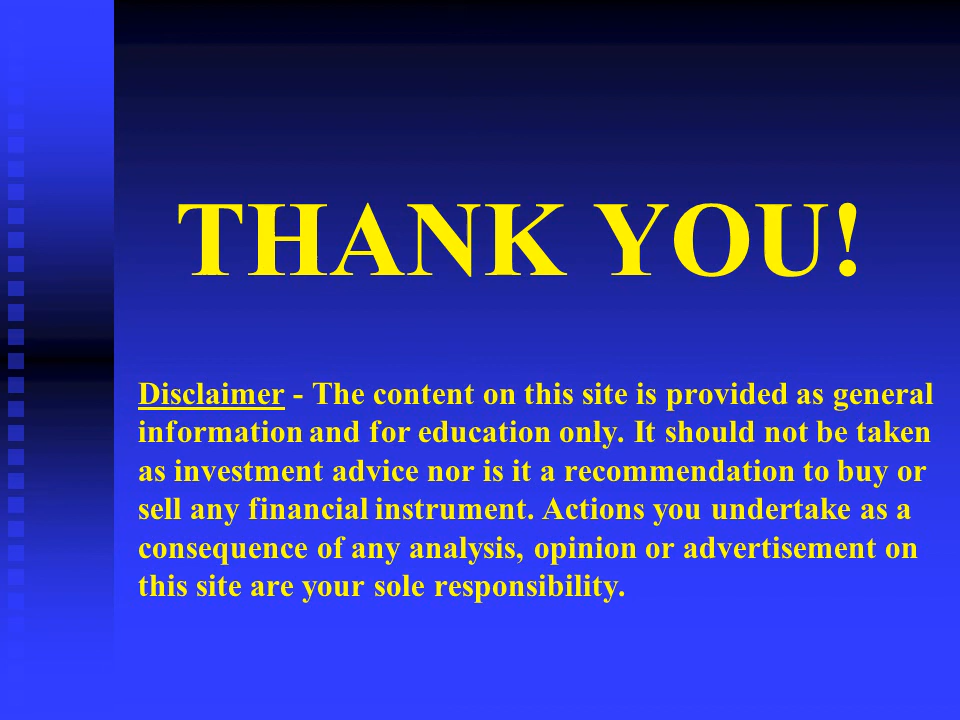 THANK YOU!
Disclaimer - The content on this site is provided as general
information and for education only. It should not be taken
as investment advice nor is it a recommendation to buy or
sell any financial instrument. Actions you undertake as a
consequence of any analysis, opinion or advertisement on
this site are your sole responsibility.